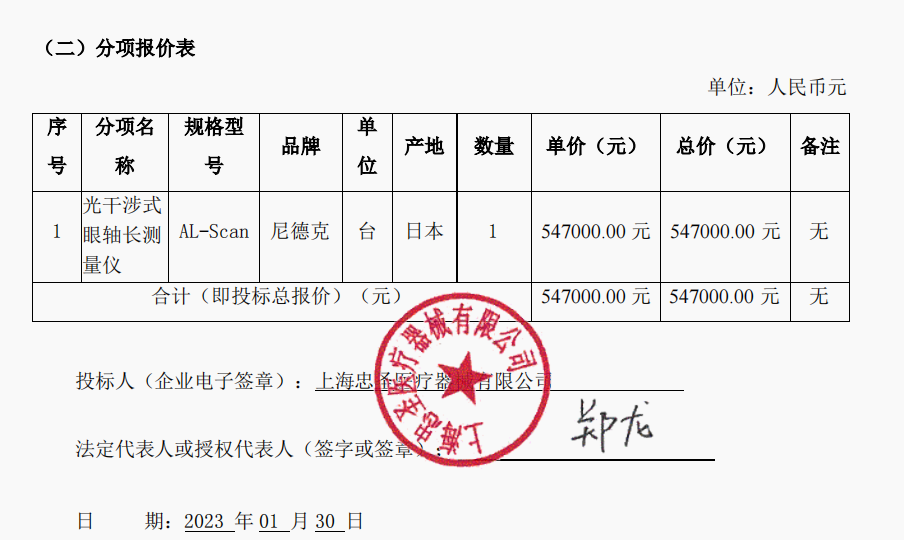 （二）分项报价表
单位：人民币元
序号 分项名称 规格型号 品牌 单位 产地 数量 单价（元） 总价（元） 备注
1 光干涉式眼轴长测量仪 AL-Scan 尼德克 台 日本 1 547000.00 元 547000.00 元 无
合计（即投标总报价）（元） 547000.00 元 547000.00 元 无
投标人（企业电子签章）：上海忠圣医疗器械有限公司
上海忠圣医疗器械有限公司
法定代表人或授权代表人（签字或签章）：郑龙
日 期：2023 年 01 月 30 日